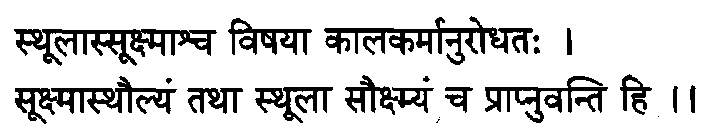 स्थूलास्सूक्ष्माश्च विषया कालकर्मानुरोधतः ।
सूक्ष्मास्थौल्यं तथा स्थूला सौक्ष्म्यं च प्राप्नुवन्ति हि ।।